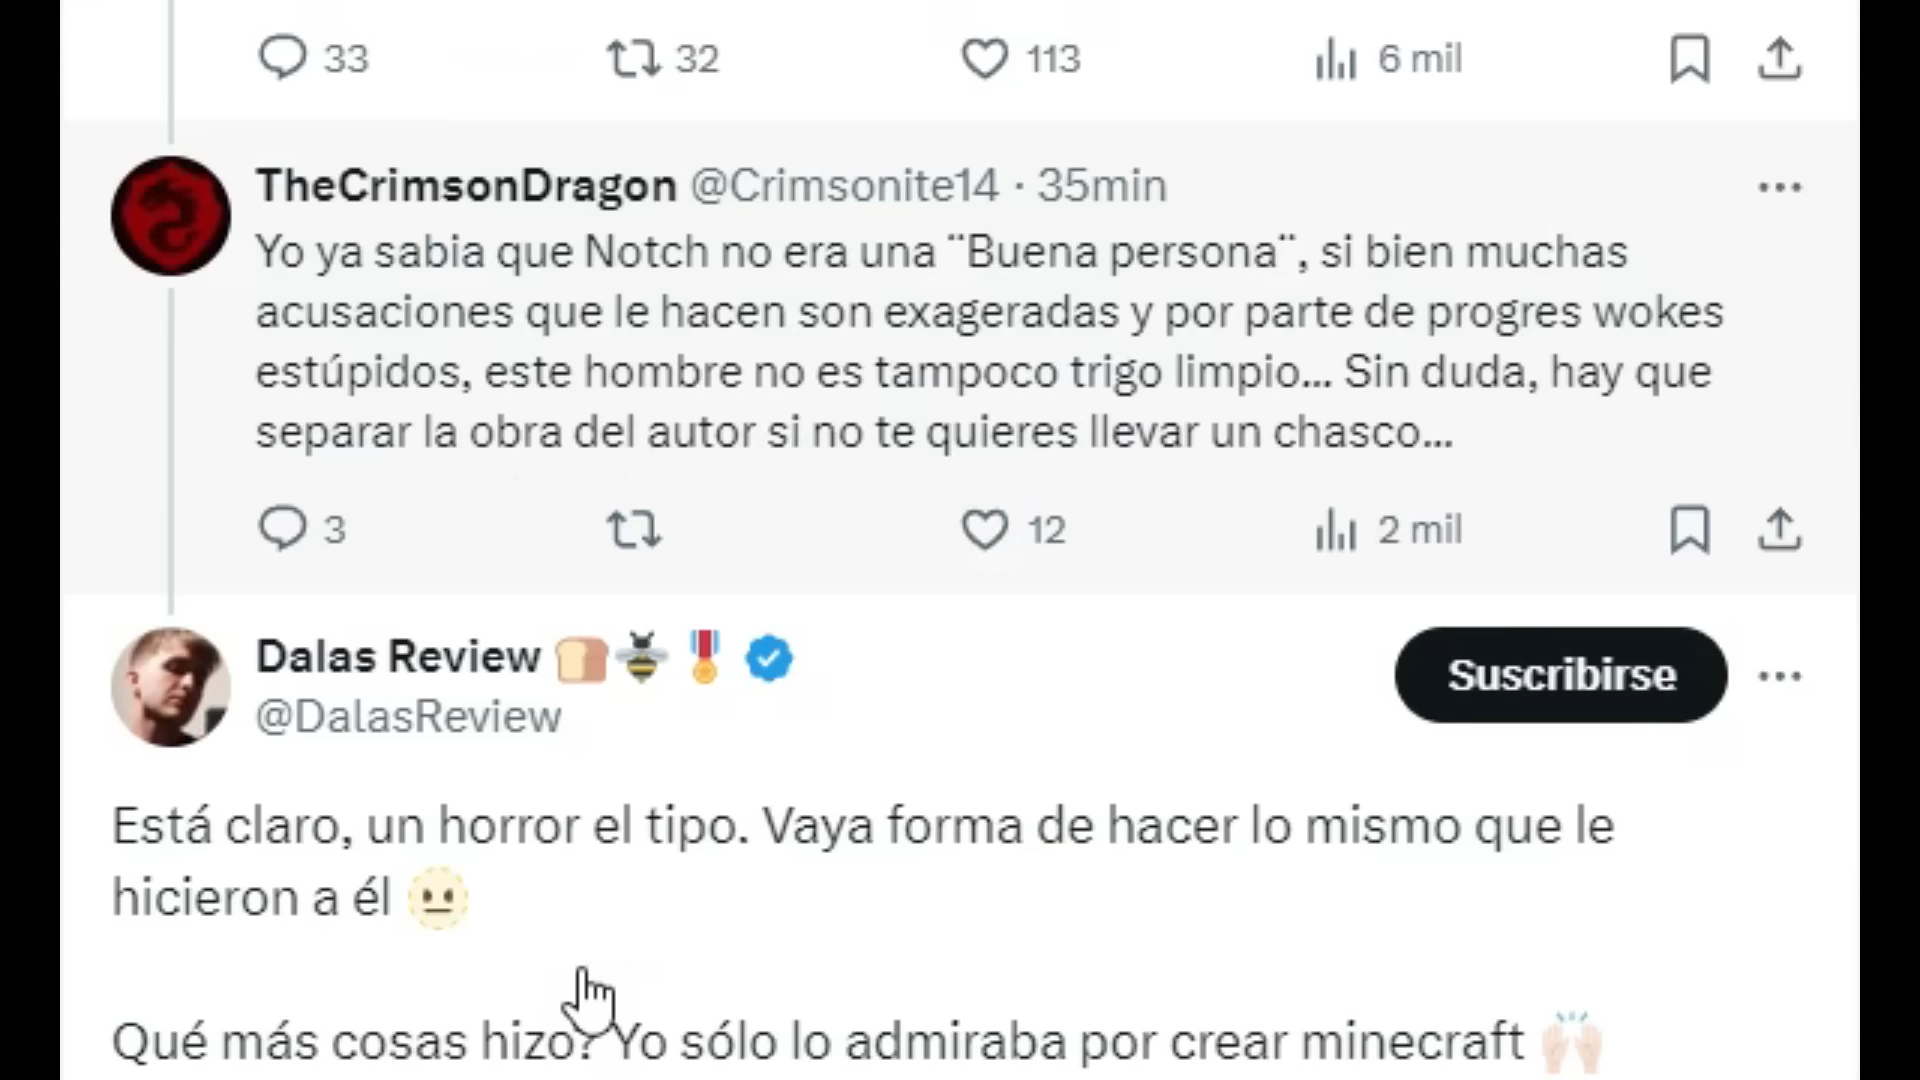 33 32 113 6 mil
TheCrimsonDragon @Crimsonite14 · 35min
Yo ya sabia que Notch no era una ¨Buena persona¨, si bien muchas
acusaciones que le hacen son exageradas y por parte de progres wokes
estúpidos, este hombre no es tampoco trigo limpio... Sin duda, hay que
separar la obra del autor si no te quieres llevar un chasco...
3 12 2 mil
Dalas Review
@DalasReview
Suscribirse
Está claro, un horror el tipo. Vaya forma de hacer lo mismo que le
hicieron a él
Qué más cosas hizo? Yo sólo lo admiraba por crear minecraft